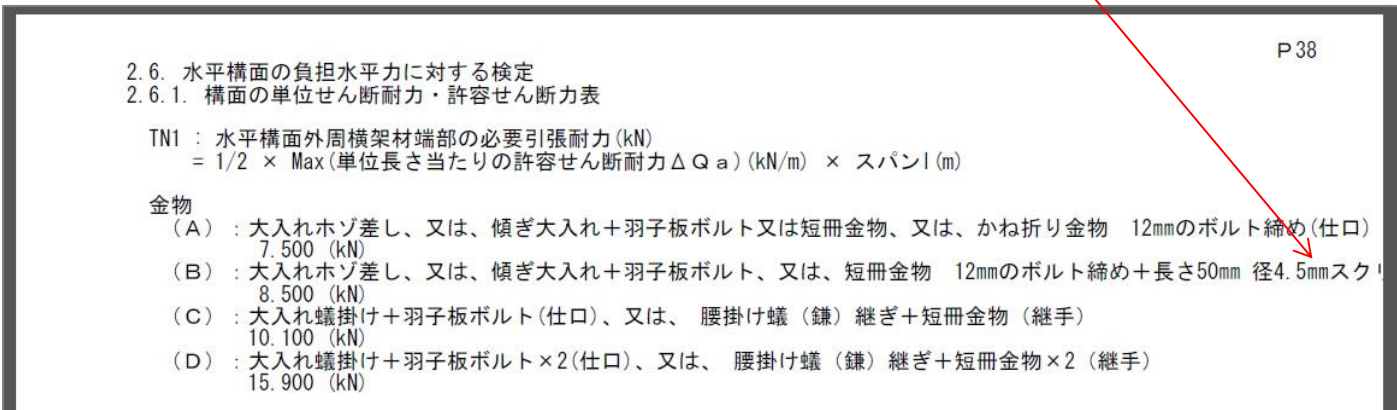 P38
2.6. 水平構面の負担水平力に対する検定
2.6.1. 構面の単位せん断耐力・許容せん断力表
TN1 : 水平構面外周横架材端部の必要引張耐力(kN)
= 1/2 × Max(単位長さ当たりの許容せん断耐力ΔQa)(kN/m) × スパンl(m)
金物
(A) : 大入れホゾ差し、又は、傾ぎ大入れ+羽子板ボルト又は短冊金物、又は、かね折り金物 12㎜のボルト締め(仕口)
7.500 (kN)
(B) : 大入れホゾ差し、又は、傾ぎ大入れ+羽子板ボルト、又は、短冊金物 12㎜のボルト締め+長さ50㎜ 径4.5㎜スクリ
8.500 (kN)
(C) : 大入れ蟻掛け+羽子板ボルト(仕口)、又は、 腰掛け蟻(鎌)継ぎ+短冊金物(継手)
10.100 (kN)
(D) : 大入れ蟻掛け+羽子板ボルト×2(仕口)、又は、 腰掛け蟻(鎌)継ぎ+短冊金物×2(継手)
15.900 (kN)